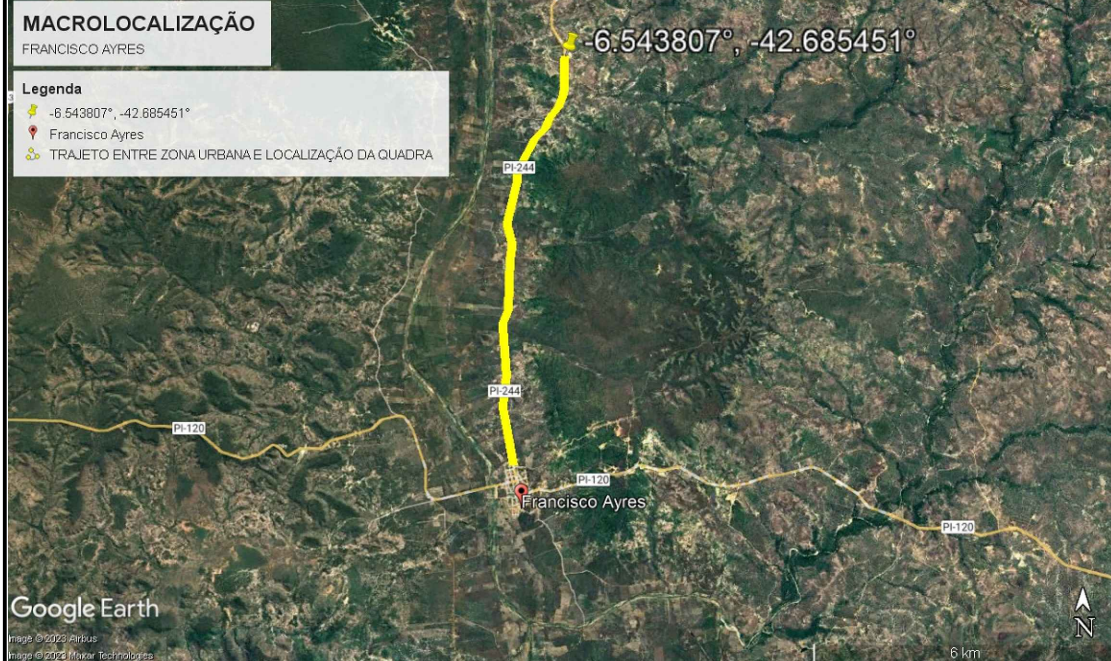 MACROLOCALIZAÇÃO
FRANCISCO AYRES
-6.543807°, -42.685451°
Legenda
-6.543807°, -42.685451°
Francisco Ayres
TRAJETO ENTRE ZONA URBANA E LOCALIZAÇÃO DA QUADRA
PI-244
PI-244
PI-120
PI-120
Francisco Ayres
PI-120
Google Earth
Image © 2023 Airbus
Image © 2023 Maxar Technologies
N
6 km